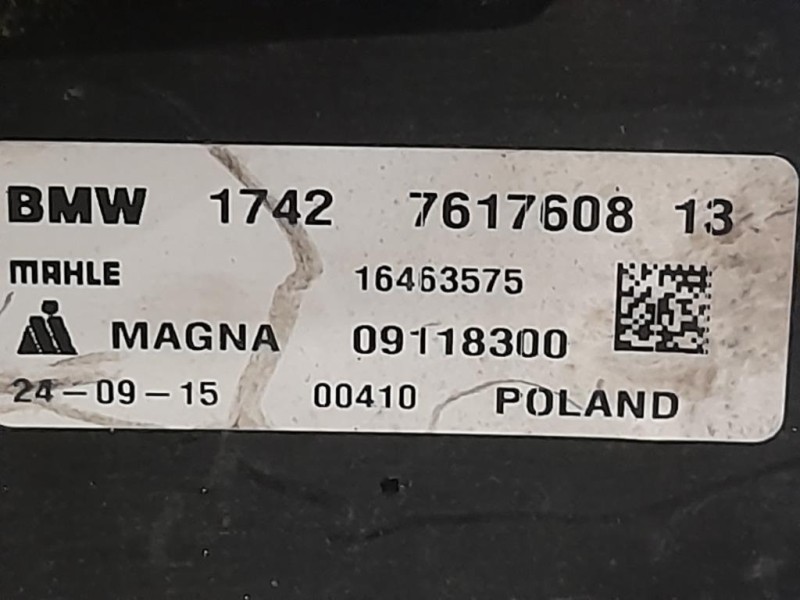 BMW 1742 7617608 13
MAHLE 16463575
MAGNA 09118300
24-09-15 00410 POLAND